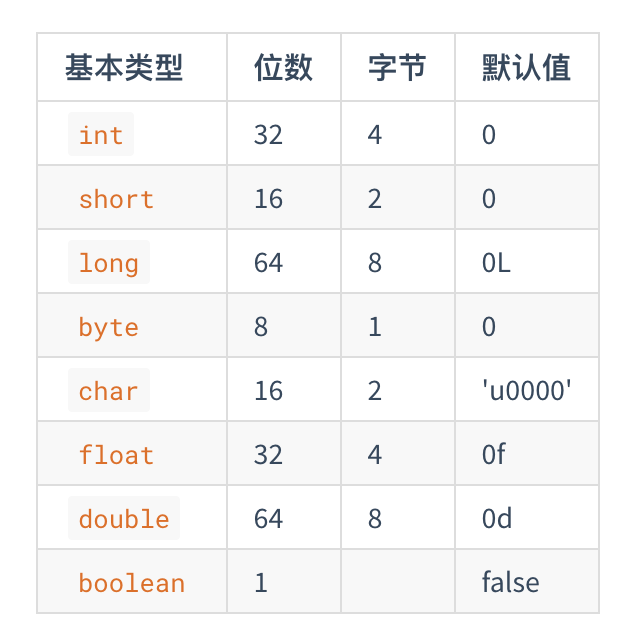 基本类型 位数 字节 默认值
int 32 4 0
short 16 2 0
long 64 8 0L
byte 8 1 0
char 16 2 'u0000'
float 32 4 0f
double 64 8 0d
boolean 1 false